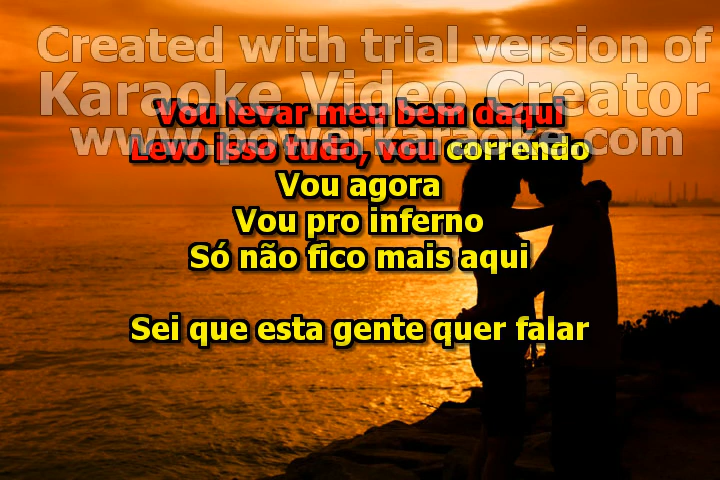 Created with trial version of
Karaoke Video Creator
www.powerkaraoke.com
Vou levar meu bem daqui
Levo isso tudo, vou correndo
Vou agora
Vou pro inferno
Só não fico mais aqui
Sei que esta gente quer falar